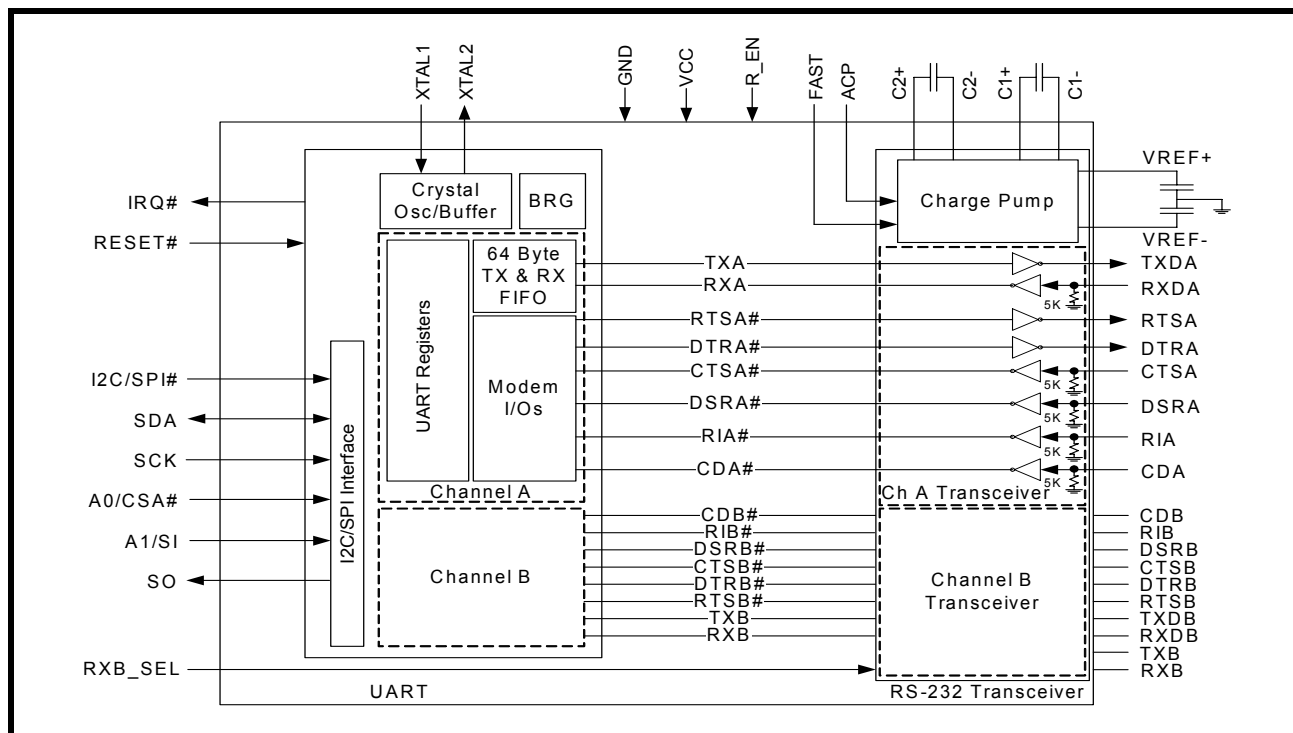 XTAL1
XTAL2
GND
VCC
R_EN
FAST
ACP
C2+
C2-
C1+
C1-
IRQ#
RESET#
I2C/SPI#
SDA
SCK
A0/CSA#
A1/SI
SO
RXB_SEL
I2C/SPI Interface
Crystal
Osc/Buffer
BRG
UART Registers
64 Byte
TX & RX
FIFO
Modem
I/Os
Channel A
Channel B
UART
TXA
RXA
RTSA#
DTRA#
CTSA#
DSRA#
RIA#
CDA#
CDB#
RIB#
DSRB#
CTSB#
DTRB#
RTSB#
TXB
RXB
Charge Pump
5K
5K
5K
5K
5K
Ch A Transceiver
Channel B
Transceiver
RS-232 Transceiver
VREF+
VREF-
TXDA
RXDA
RTSA
DTRA
CTSA
DSRA
RIA
CDA
CDB
RIB
DSRB
CTSB
DTRB
RTSB
TXDB
RXDB
TXB
RXB